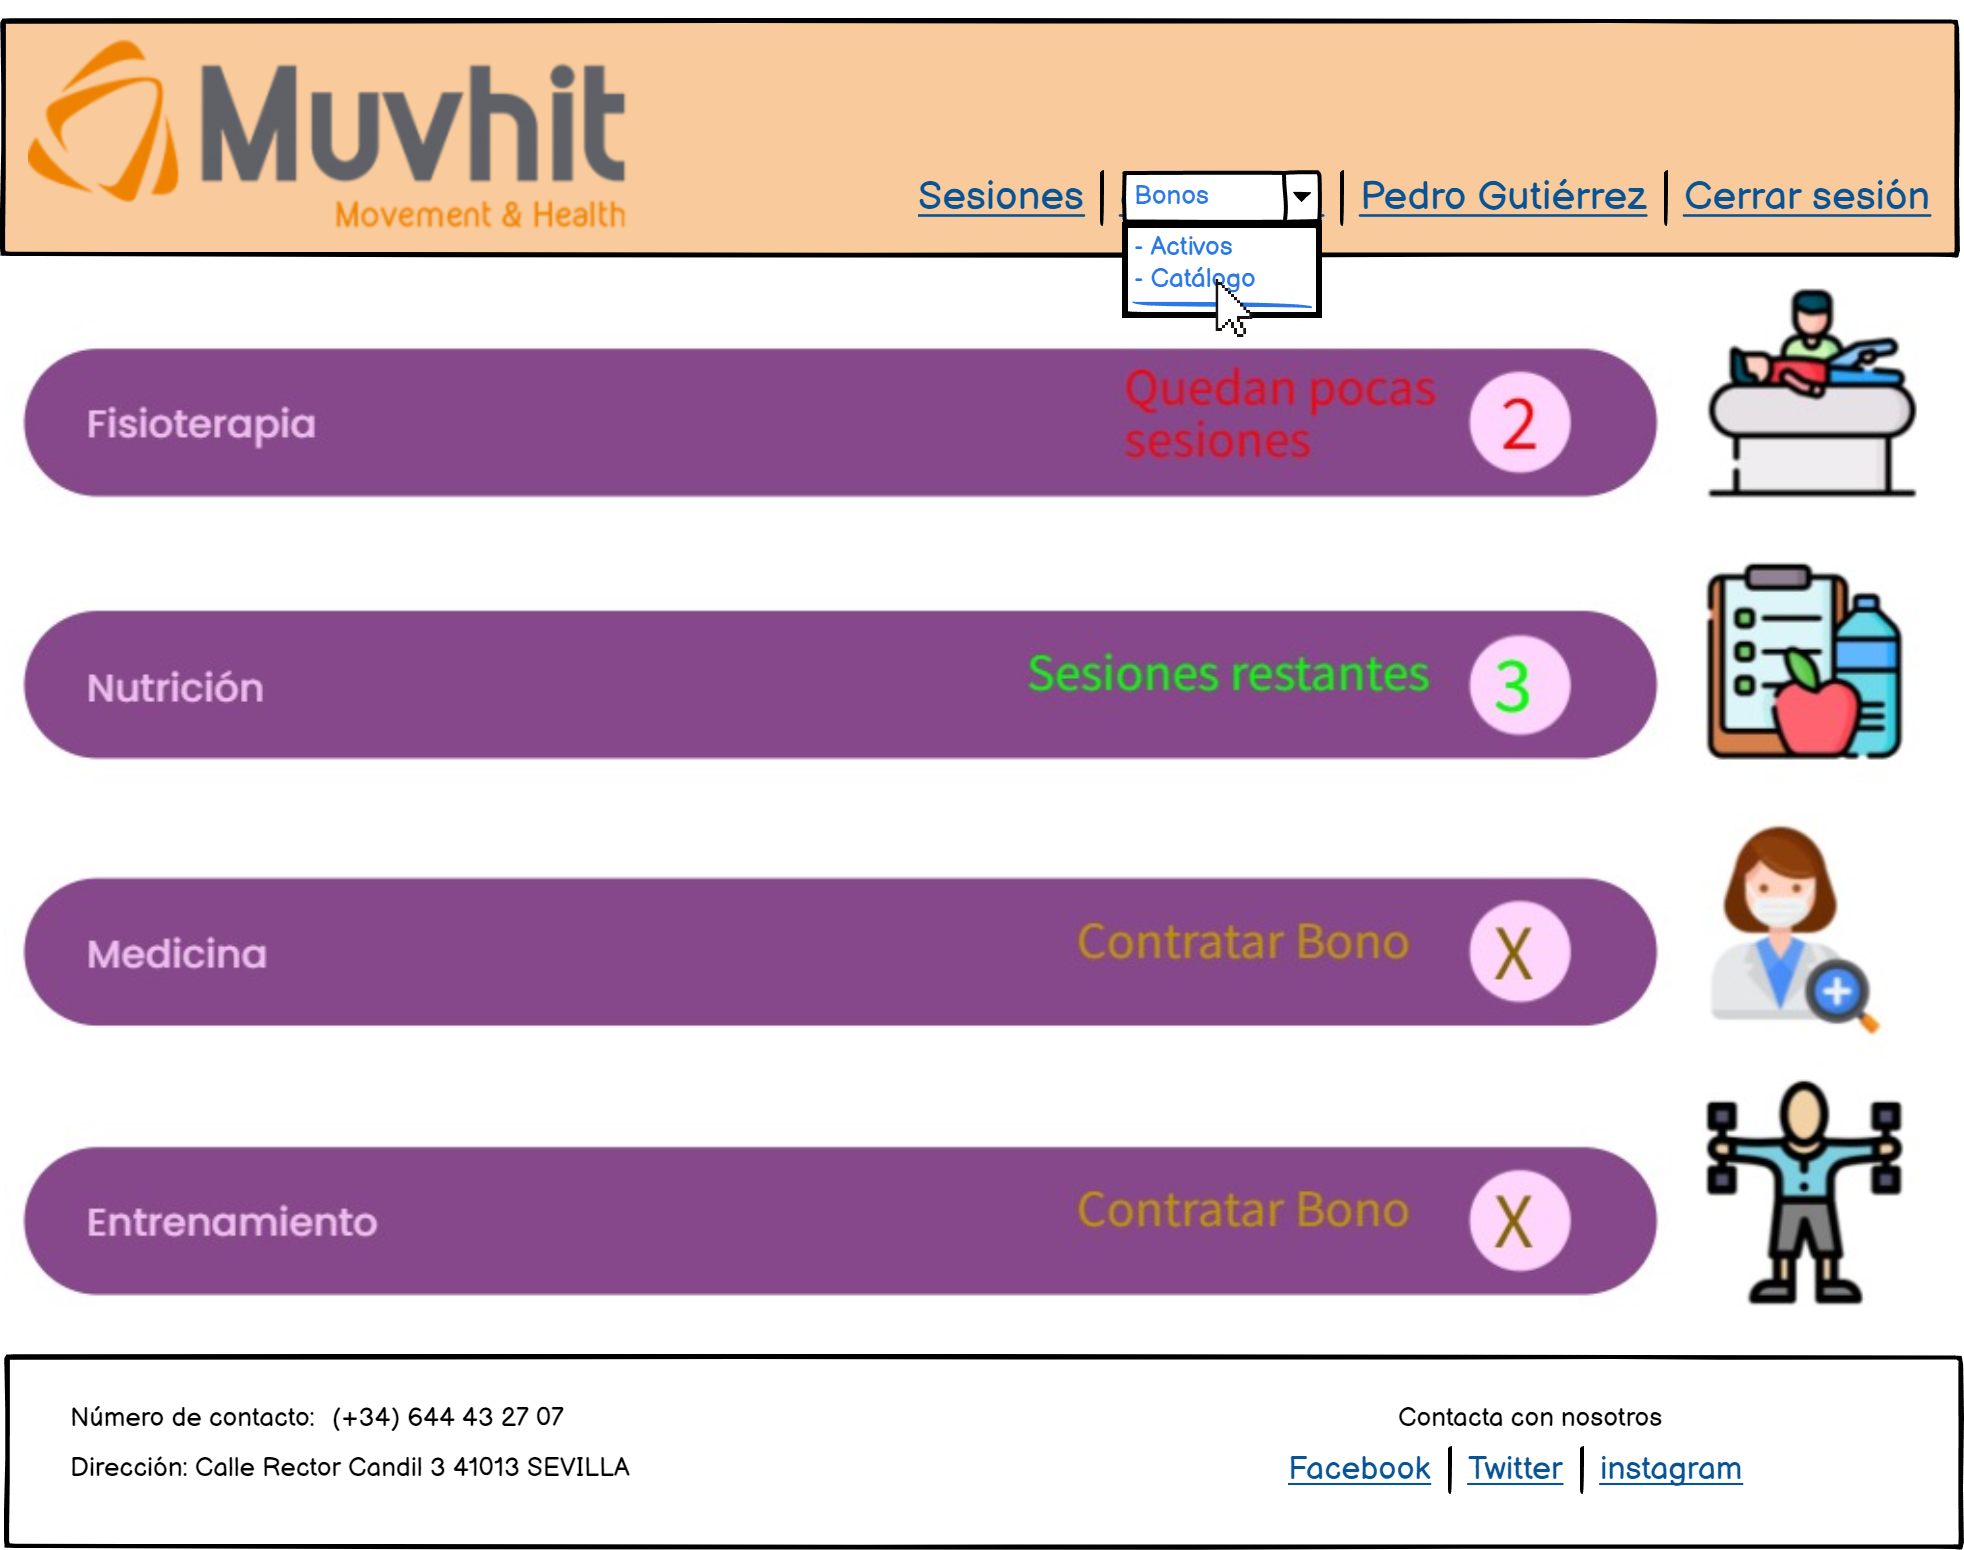 Muvhit
Movement & Health
Sesiones
Bonos
Pedro Gutiérrez
Cerrar sesión
- Activos
- Catálogo
Fisioterapia
Quedan pocas
sesiones
2
Nutrición
Sesiones restantes
3
Medicina
Contratar Bono
X
Entrenamiento
Contratar Bono
X
Número de contacto: (+34) 644 43 27 07
Dirección: Calle Rector Candil 3 41013 SEVILLA
Contacta con nosotros
Facebook
Twitter
instagram